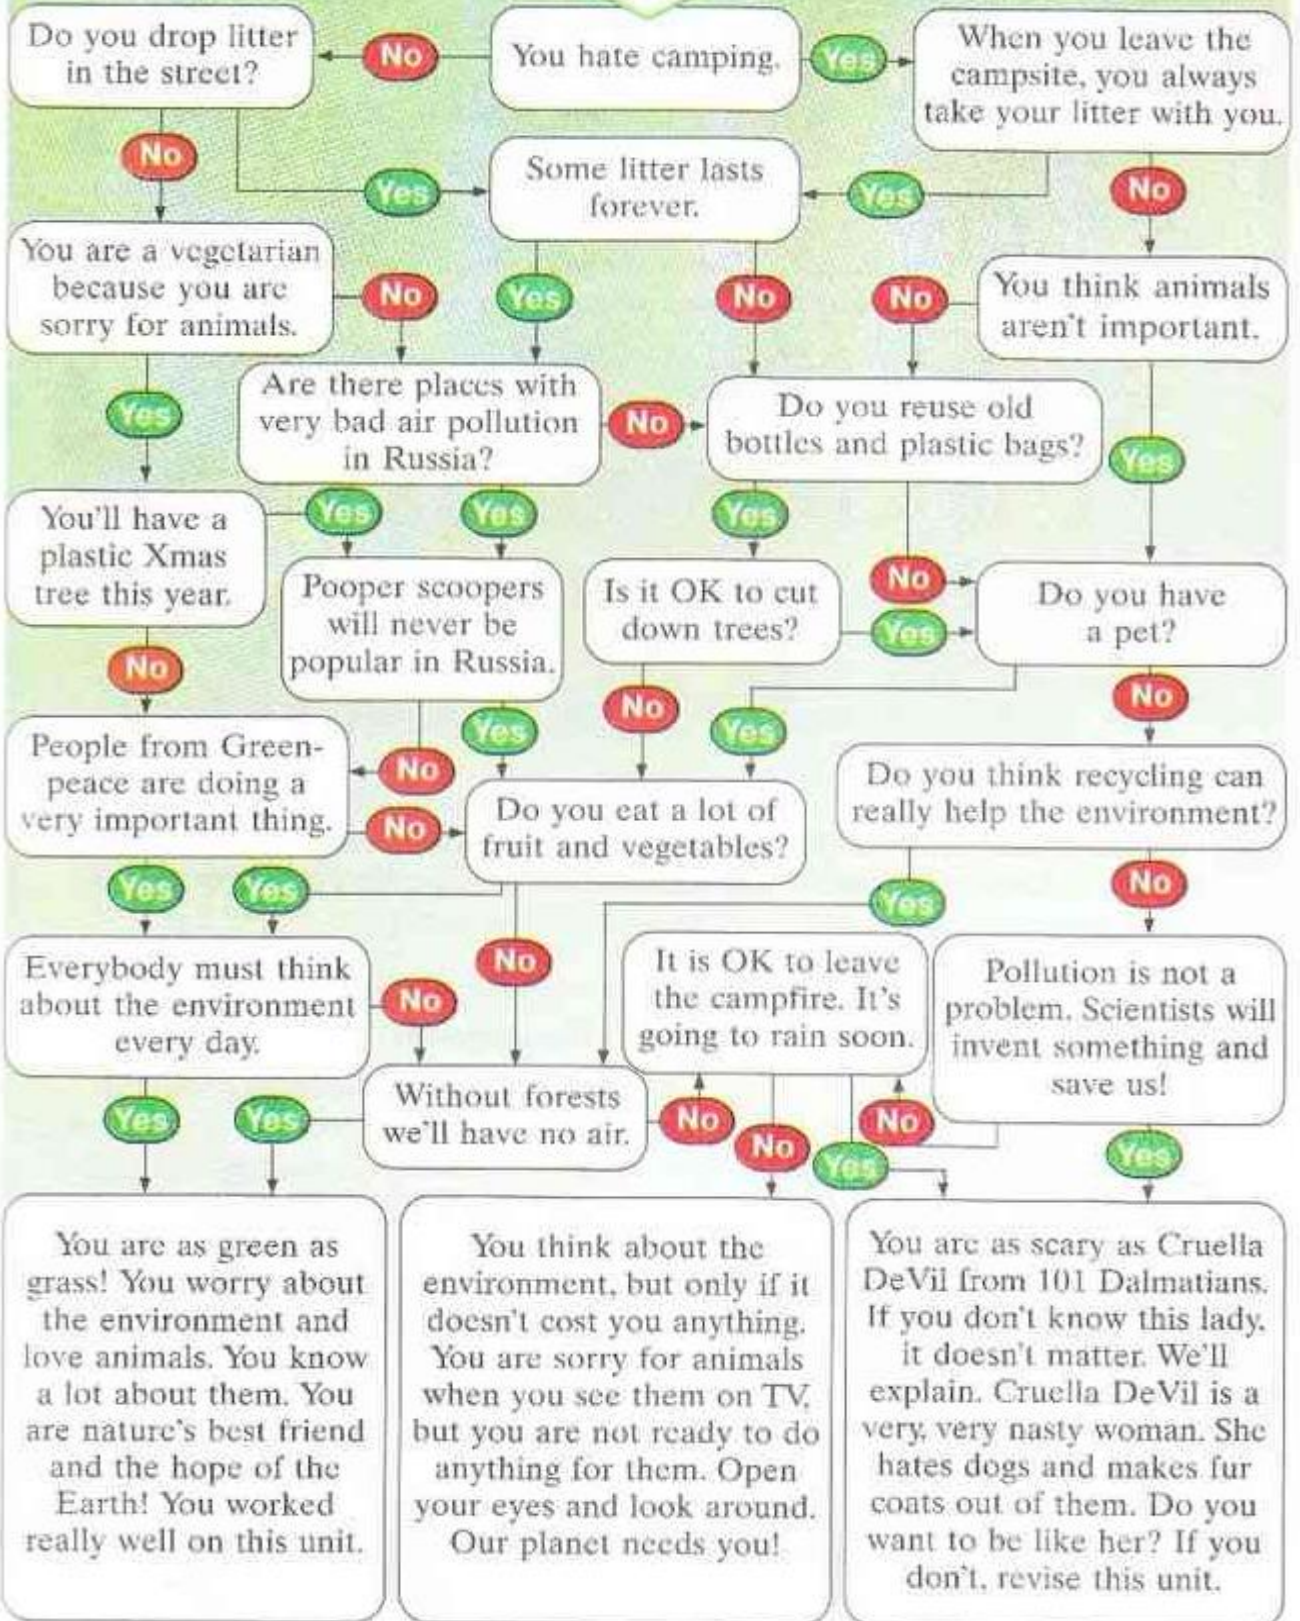 Do you drop litter
in the street?
No
You hate camping.
Yes
When you leave the
campsite, you always
take your litter with you.
No
Yes
Some litter lasts
forever.
Yes
No
You are a vegetarian
because you are
sorry for animals.
No
Yes
No
No
You think animals
aren't important.
Yes
Are there places with
very bad air pollution
in Russia?
No
Do you reuse old
bottles and plastic bags?
Yes
You'll have a
plastic Xmas
tree this year.
Yes
Yes
Yes
No
Pooper scoopers
will never be
popular in Russia.
Is it OK to cut
down trees?
No
Yes
Do you have
a pet?
No
Yes
No
Yes
No
People from Green-
peace are doing a
very important thing.
No
Do you eat a lot of
fruit and vegetables?
Do you think recycling can
really help the environment?
Yes
Yes
Yes
No
Everybody must think
about the environment
every day.
No
No
It is OK to leave
the campfire. It's
going to rain soon.
Pollution is not a
problem. Scientists will
invent something and
save us!
Yes
Yes
Without forests
we'll have no air.
No
No
Yes
No
Yes
You are as green as
grass! You worry about
the environment and
love animals. You know
a lot about them. You
are nature's best friend
and the hope of the
Earth! You worked
really well on this unit.
You think about the
environment, but only if it
doesn't cost you anything.
You are sorry for animals
when you see them on TV,
but you are not ready to do
anything for them. Open
your eyes and look around.
Our planet needs you!
You are as scary as Cruella
DeVil from 101 Dalmatians.
If you don't know this lady,
it doesn't matter. We'll
explain. Cruella DeVil is a
very, very nasty woman. She
hates dogs and makes fur
coats out of them. Do you
want to be like her? If you
don't, revise this unit.